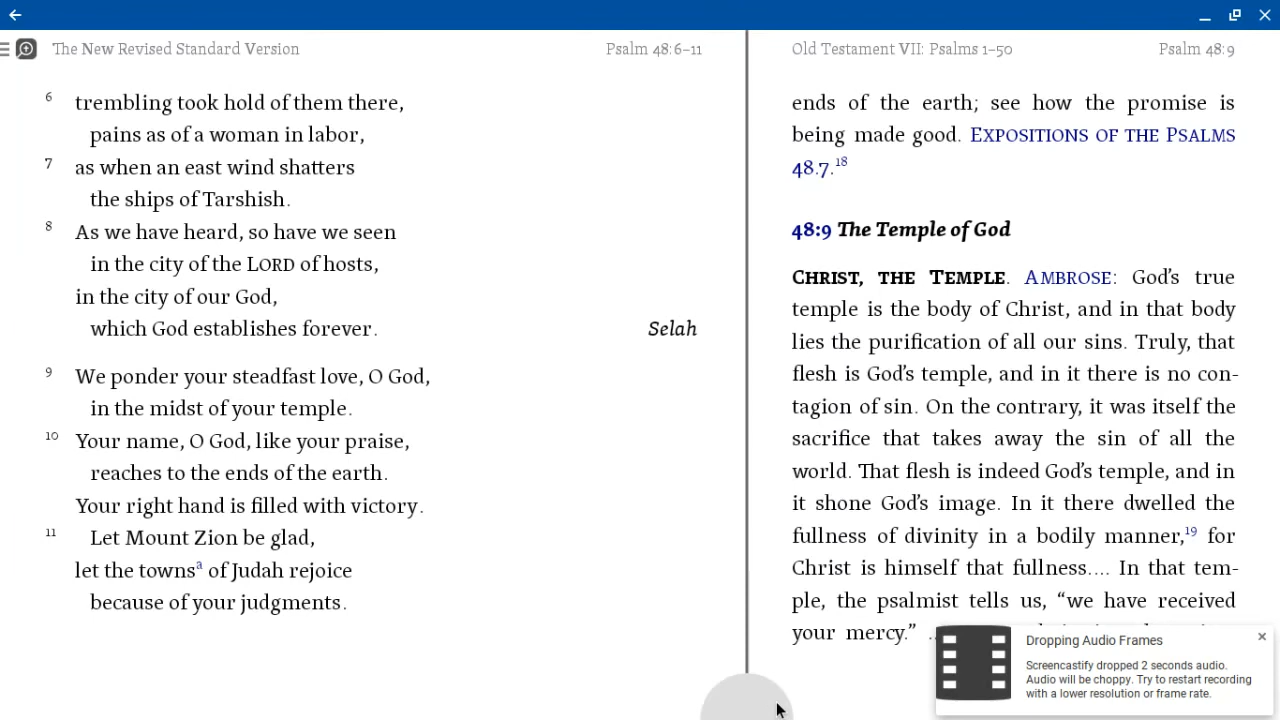 The New Revised Standard Version
Psalm 48:6–11
6 trembling took hold of them there,
pains as of a woman in labor,
7 as when an east wind shatters
the ships of Tarshish.
8 As we have heard, so have we seen
in the city of the LORD of hosts,
in the city of our God,
which God establishes forever. Selah
9 We ponder your steadfast love, O God,
in the midst of your temple.
10 Your name, O God, like your praise,
reaches to the ends of the earth.
Your right hand is filled with victory.
11 Let Mount Zion be glad,
let the towns a of Judah rejoice
because of your judgments.
Old Testament VII: Psalms 1–50
Psalm 48:9
ends of the earth; see how the promise is
being made good. EXPOSITIONS OF THE PSALMS
48.7.18
48:9 The Temple of God
CHRIST, THE TEMPLE. AMBROSE: God’s true
temple is the body of Christ, and in that body
lies the purification of all our sins. Truly, that
flesh is God’s temple, and in it there is no con-
tagion of sin. On the contrary, it was itself the
sacrifice that takes away the sin of all the
world. That flesh is indeed God’s temple, and in
it shone God’s image. In it there dwelled the
fullness of divinity in a bodily manner,19 for
Christ is himself that fullness.... In that tem-
ple, the psalmist tells us, “we have received
your mercy.”
Dropping Audio Frames
Screencastify dropped 2 seconds audio.
Audio will be choppy. Try to restart recording
with a lower resolution or frame rate.